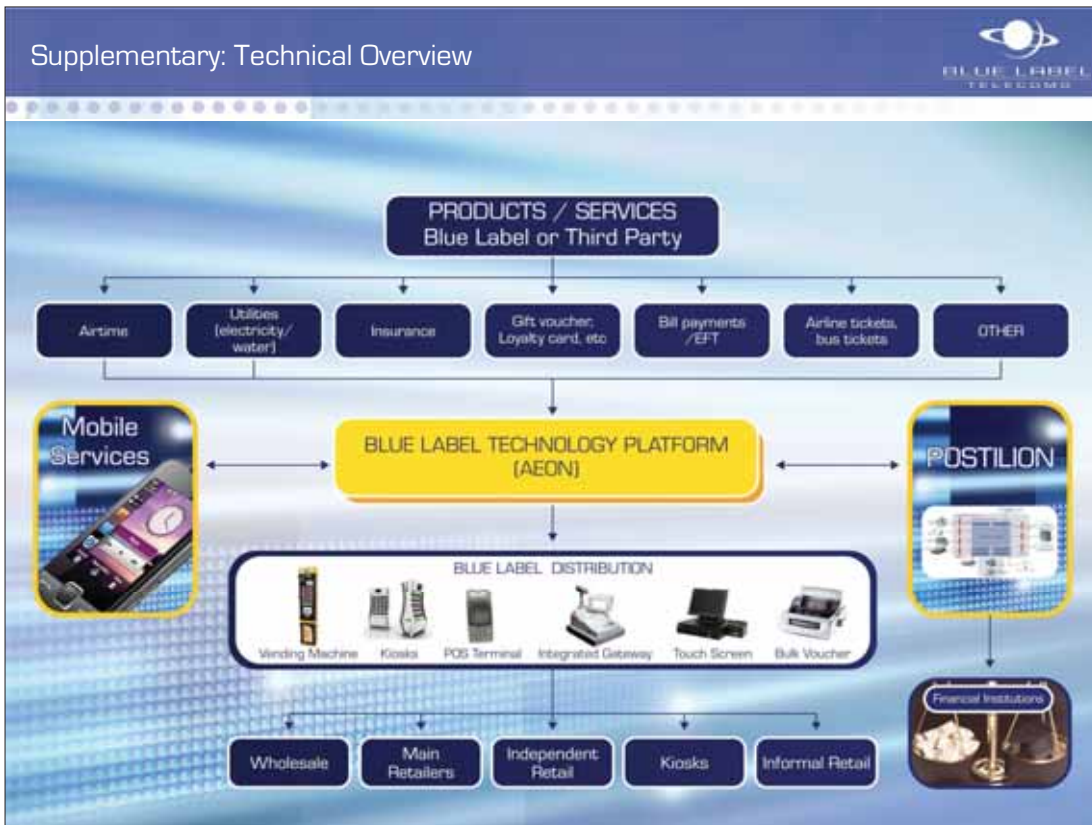 Supplementary: Technical Overview
BLUE LABEL
TELECOMS
PRODUCTS / SERVICES
Blue Label or Third Party
Airtime
Utilities
(electricity/
water)
Insurance
Gift voucher,
Loyalty card, etc
Bill payments
/EFT
Airline tickets,
bus tickets
OTHER
Mobile
Services
BLUE LABEL TECHNOLOGY PLATFORM
(AEON)
POSTILION
BLUE LABEL DISTRIBUTION
Vending Machine
Kiosks
POS Terminal
Integrated Gateway
Touch Screen
Bulk Voucher
Financial Institutions
Wholesale
Main
Retailers
Independent
Retail
Kiosks
Informal Retail